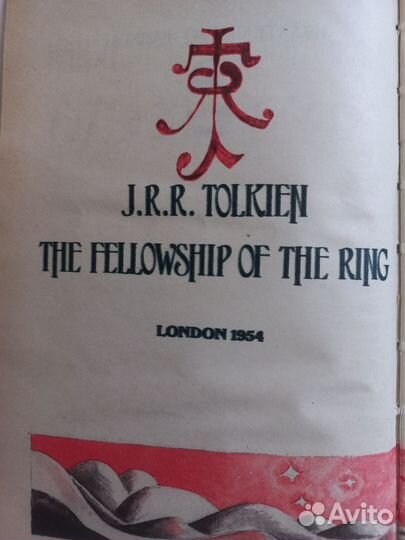 J.R.R. TOLKIEN
THE FELLOWSHIP OF THE RING
LONDON 1954
Avito